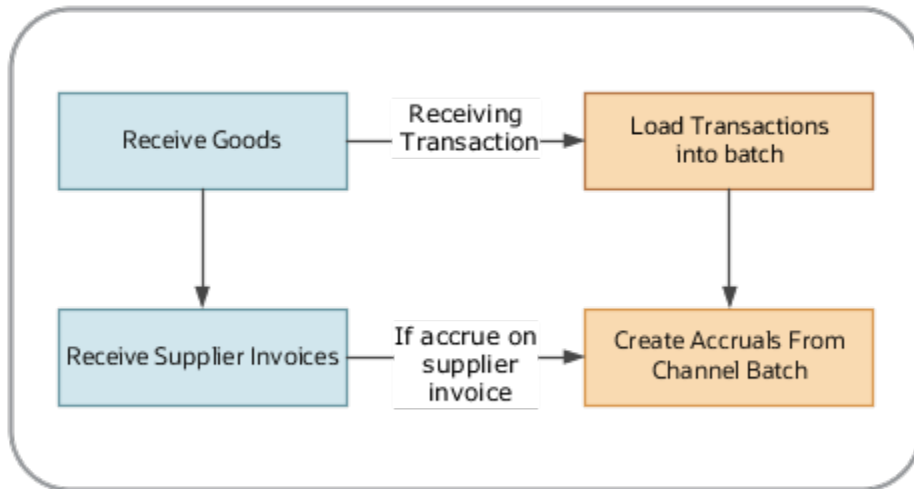 Receive Goods
Receiving
Transaction
Load Transactions
into batch
Receive Supplier Invoices
If accrue on
supplier
invoice
Create Accruals From
Channel Batch